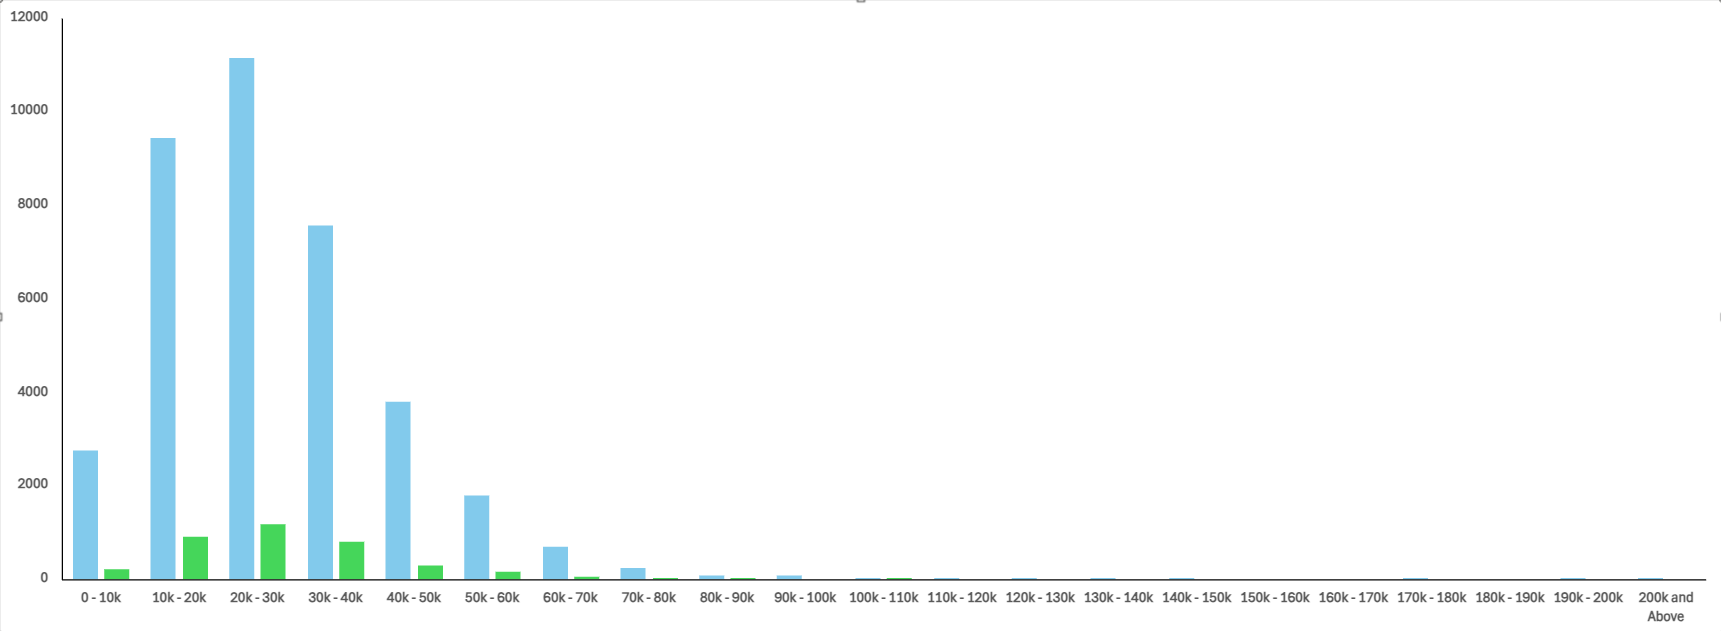 12000
10000
8000
6000
4000
2000
0
0 - 10k
10k - 20k
20k - 30k
30k - 40k
40k - 50k
50k - 60k
60k - 70k
70k - 80k
80k - 90k
90k - 100k
100k - 110k
110k - 120k
120k - 130k
130k - 140k
140k - 150k
150k - 160k
160k - 170k
170k - 180k
180k - 190k
190k - 200k
200k and
Above